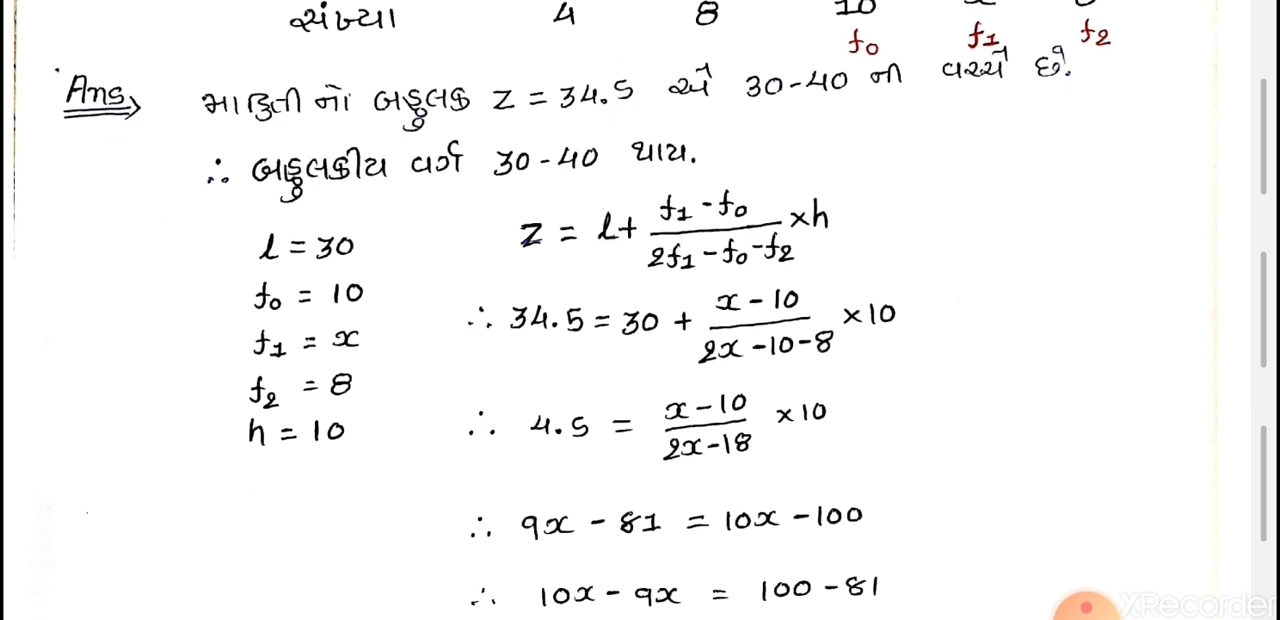 સંખ્યા 4 8 10
f₀ f₁ f₂
Ans, માહિતી નો બહુલક Z = 34.5 એ 30-40 ની વચ્ચે છે.
∴ બહુલકીય વર્ગ 30-40 થાય.
l = 30
f₀ = 10
f₁ = x
f₂ = 8
h = 10
Z = l + (f₁ - f₀)/(2f₁ - f₀ - f₂) × h
∴ 34.5 = 30 + (x - 10)/(2x - 10 - 8) × 10
∴ 4.5 = (x - 10)/(2x - 18) × 10
∴ 9x - 81 = 10x - 100
∴ 10x - 9x = 100 - 81
XRecorder